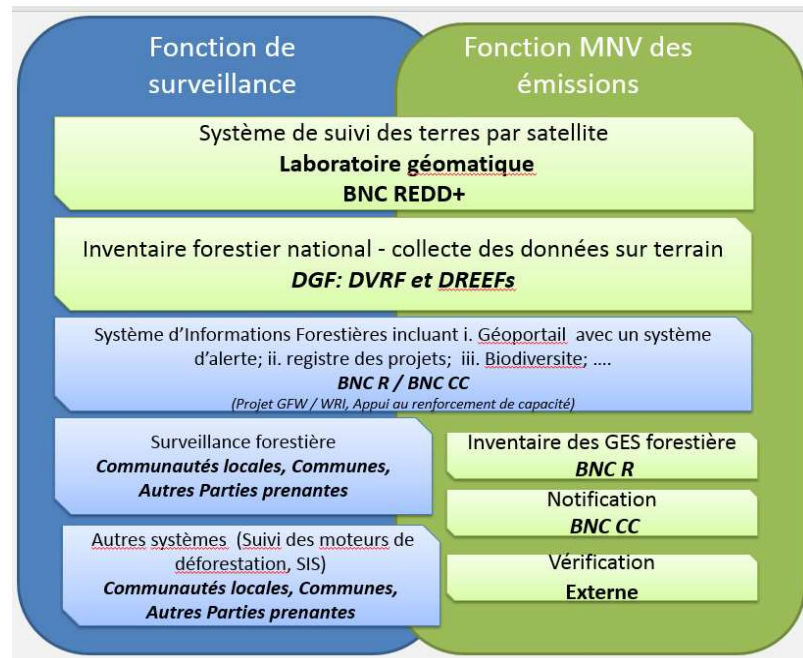 Fonction de
surveillance
Fonction MNV des
émissions
Système de suivi des terres par satellite
Laboratoire géomatique
BNC REDD+
Inventaire forestier national - collecte des données sur terrain
DGF: DVRF et DREEFs
Système d'Informations Forestières incluant i. Géoportail avec un système
d'alerte; ii. registre des projets; iii. Biodiversite; ....
BNC R / BNC CC
(Projet GFW / WRI, Appui au renforcement de capacité)
Surveillance forestière
Communautés locales, Communes,
Autres Parties prenantes
Autres systèmes (Suivi des moteurs de
déforestation, SIS)
Communautés locales, Communes,
Autres Parties prenantes
Inventaire des GES forestière
BNC R
Notification
BNC CC
Vérification
Externe